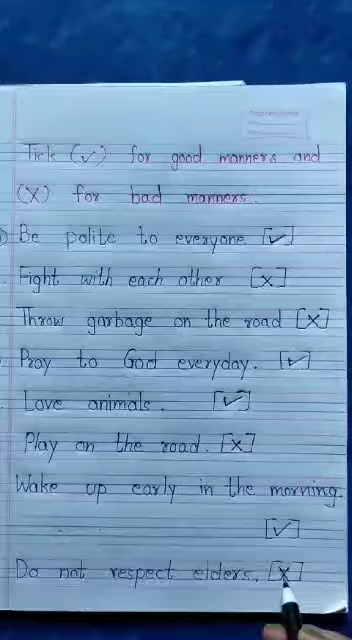 Tick (✓) for good manners and
(X) for bad manners.
Be polite to everyone [✓]
Fight with each other [X]
Throw garbage on the road [X]
Pray to God everyday. [✓]
Love animals. [✓]
Play on the road. [X]
Wake up early in the morning.
[✓]
Do not respect elders. [X]